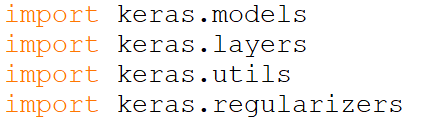 import keras.models
import keras.layers
import keras.utils
import keras.regularizers